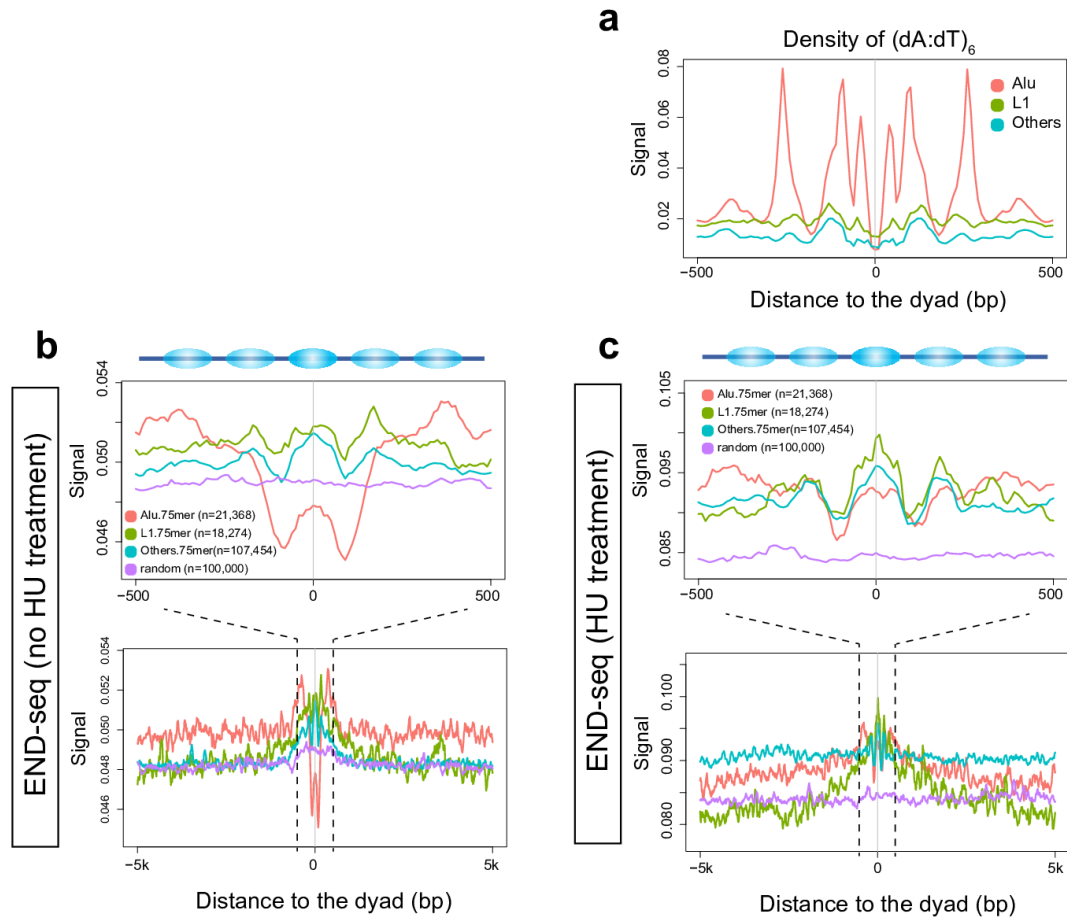 a
Density of (dA:dT)6
Signal
0.08
0.06
0.04
0.02
Alu
L1
Others
−500
0
500
Distance to the dyad (bp)
b
END-seq (no HU treatment)
Signal
0.054
0.050
0.046
Alu.75mer (n=21,368)
L1.75mer (n=18,274)
Others.75mer(n=107,454)
random (n=100,000)
−500
0
500
Signal
0.054
0.052
0.050
0.048
0.046
−5k
0
5k
Distance to the dyad (bp)
c
END-seq (HU treatment)
Signal
0.105
0.095
0.085
Alu.75mer (n=21,368)
L1.75mer (n=18,274)
Others.75mer(n=107,454)
random (n=100,000)
−500
0
500
Signal
0.100
0.090
0.080
−5k
0
5k
Distance to the dyad (bp)